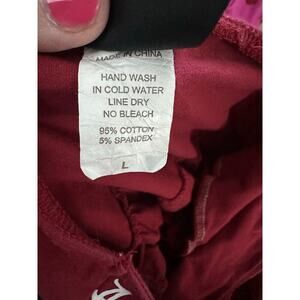 MADE IN CHINA
HAND WASH
IN COLD WATER
LINE DRY
NO BLEACH
95% COTTON
5% SPANDEX
L